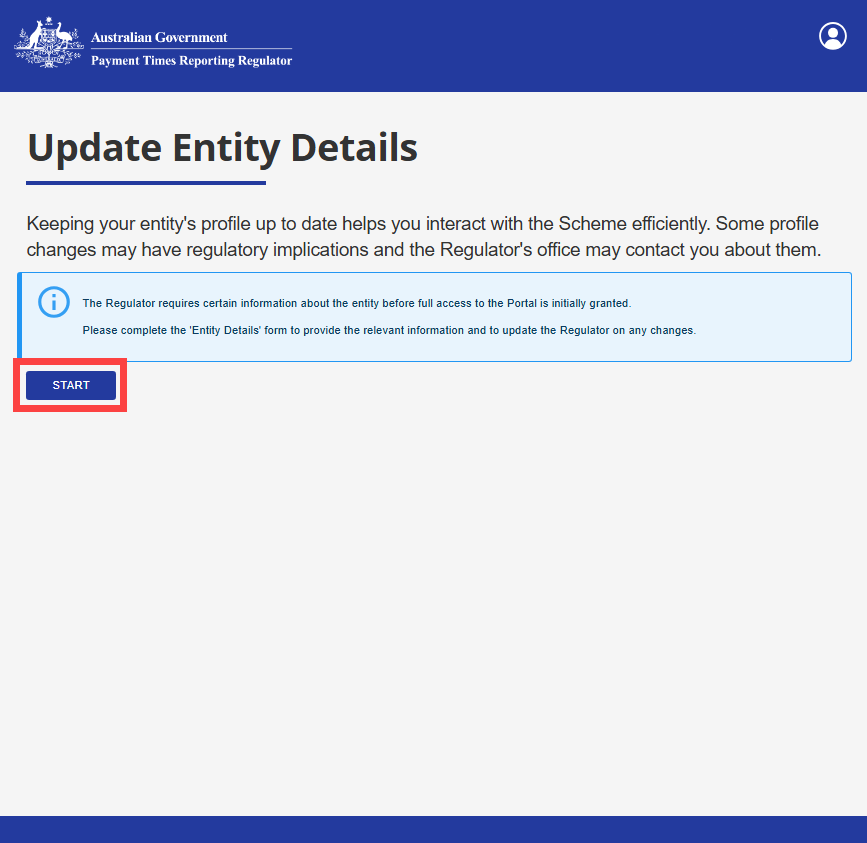 Australian Government
Payment Times Reporting Regulator
Update Entity Details
Keeping your entity's profile up to date helps you interact with the Scheme efficiently. Some profile
changes may have regulatory implications and the Regulator's office may contact you about them.
The Regulator requires certain information about the entity before full access to the Portal is initially granted.
Please complete the 'Entity Details' form to provide the relevant information and to update the Regulator on any changes.
START